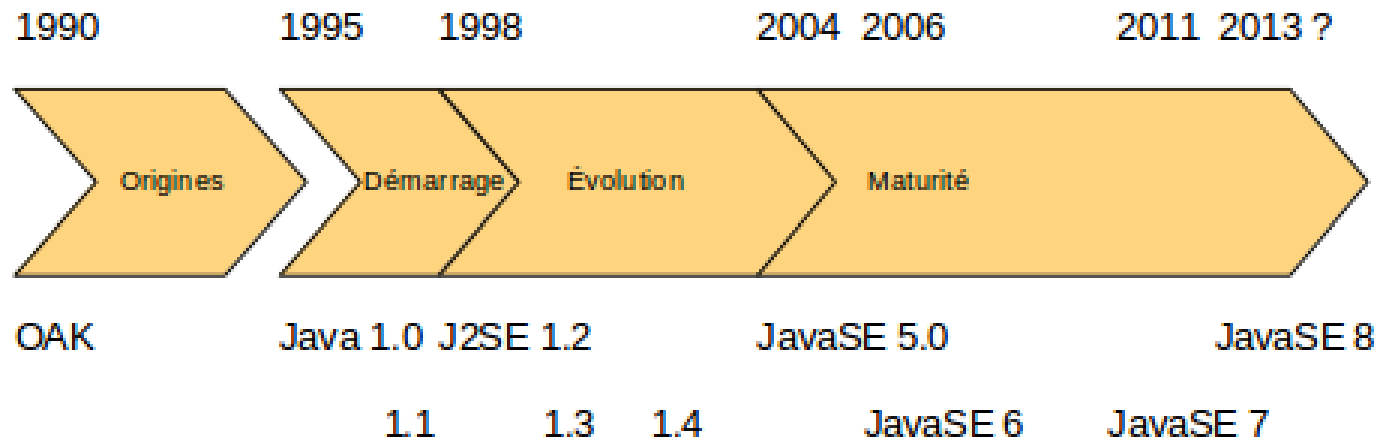 1990 1995 1998 2004 2006 2011 2013 ?
Origines Démarrage Évolution Maturité
OAK Java 1.0 J2SE 1.2 JavaSE 5.0 JavaSE 8
1.1 1.3 1.4 JavaSE 6 JavaSE 7